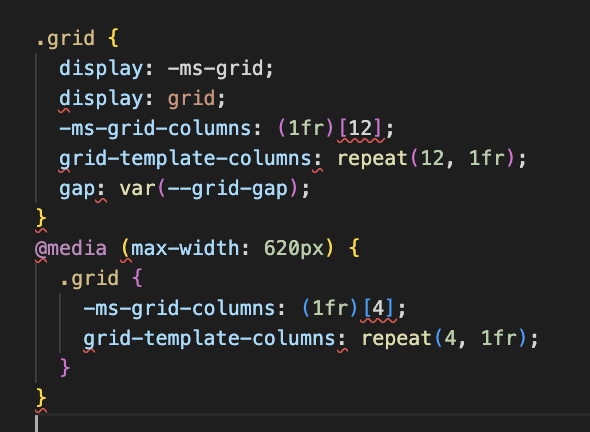 .grid {
display: -ms-grid;
display: grid;
-ms-grid-columns: (1fr)[12];
grid-template-columns: repeat(12, 1fr);
gap: var(--grid-gap);
}
@media (max-width: 620px) {
.grid {
-ms-grid-columns: (1fr)[4];
grid-template-columns: repeat(4, 1fr);
}
}